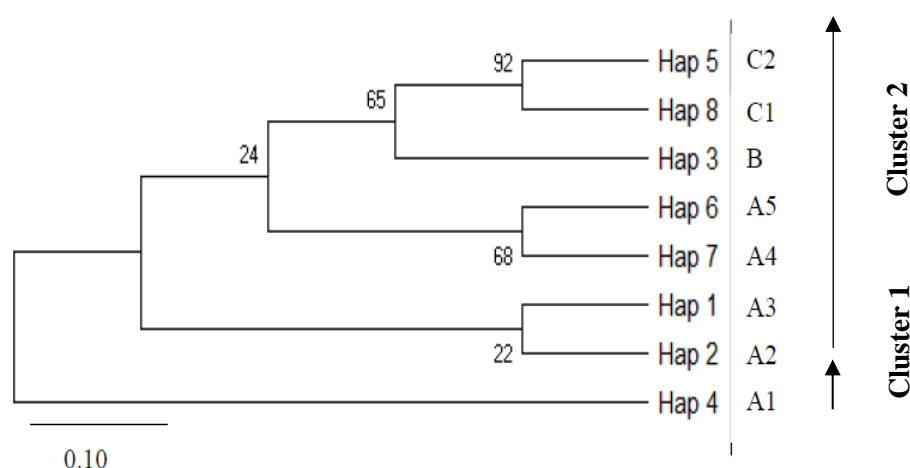 92
Hap 5 C2
65
Hap 8 C1
24
Hap 3 B
Hap 6 A5
68
Hap 7 A4
Hap 1 A3
22
Hap 2 A2
Hap 4 A1
0.10
Cluster 2
Cluster 1